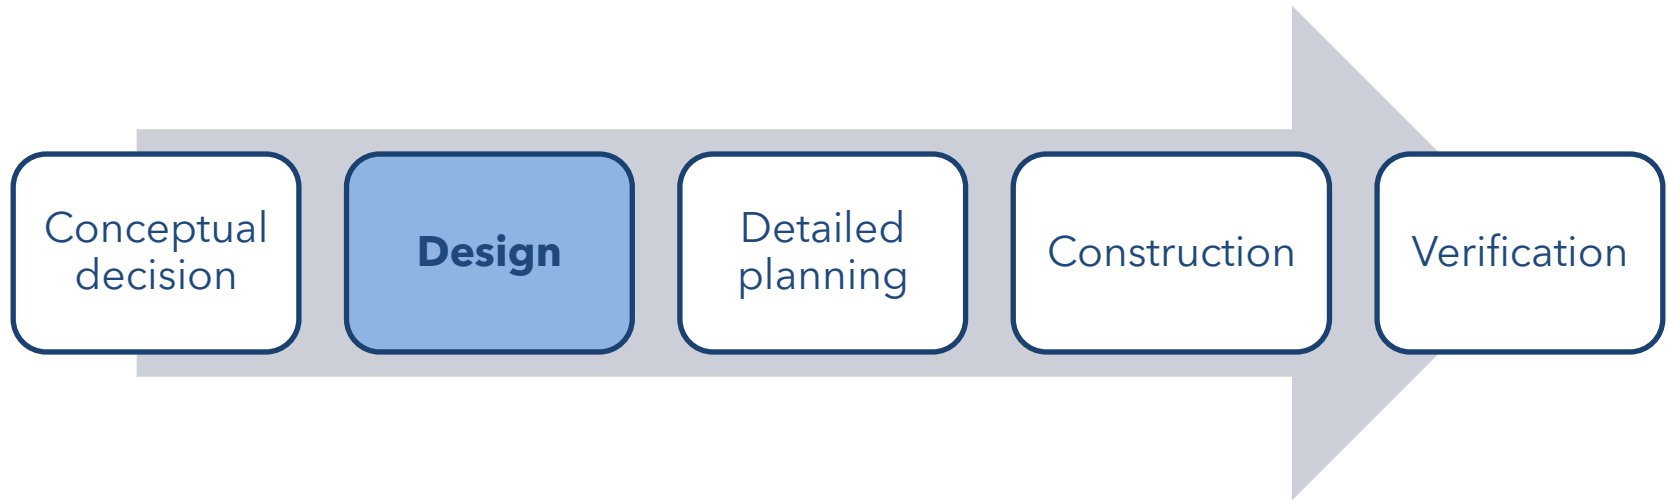 Conceptual
decision
Design
Detailed
planning
Construction
Verification